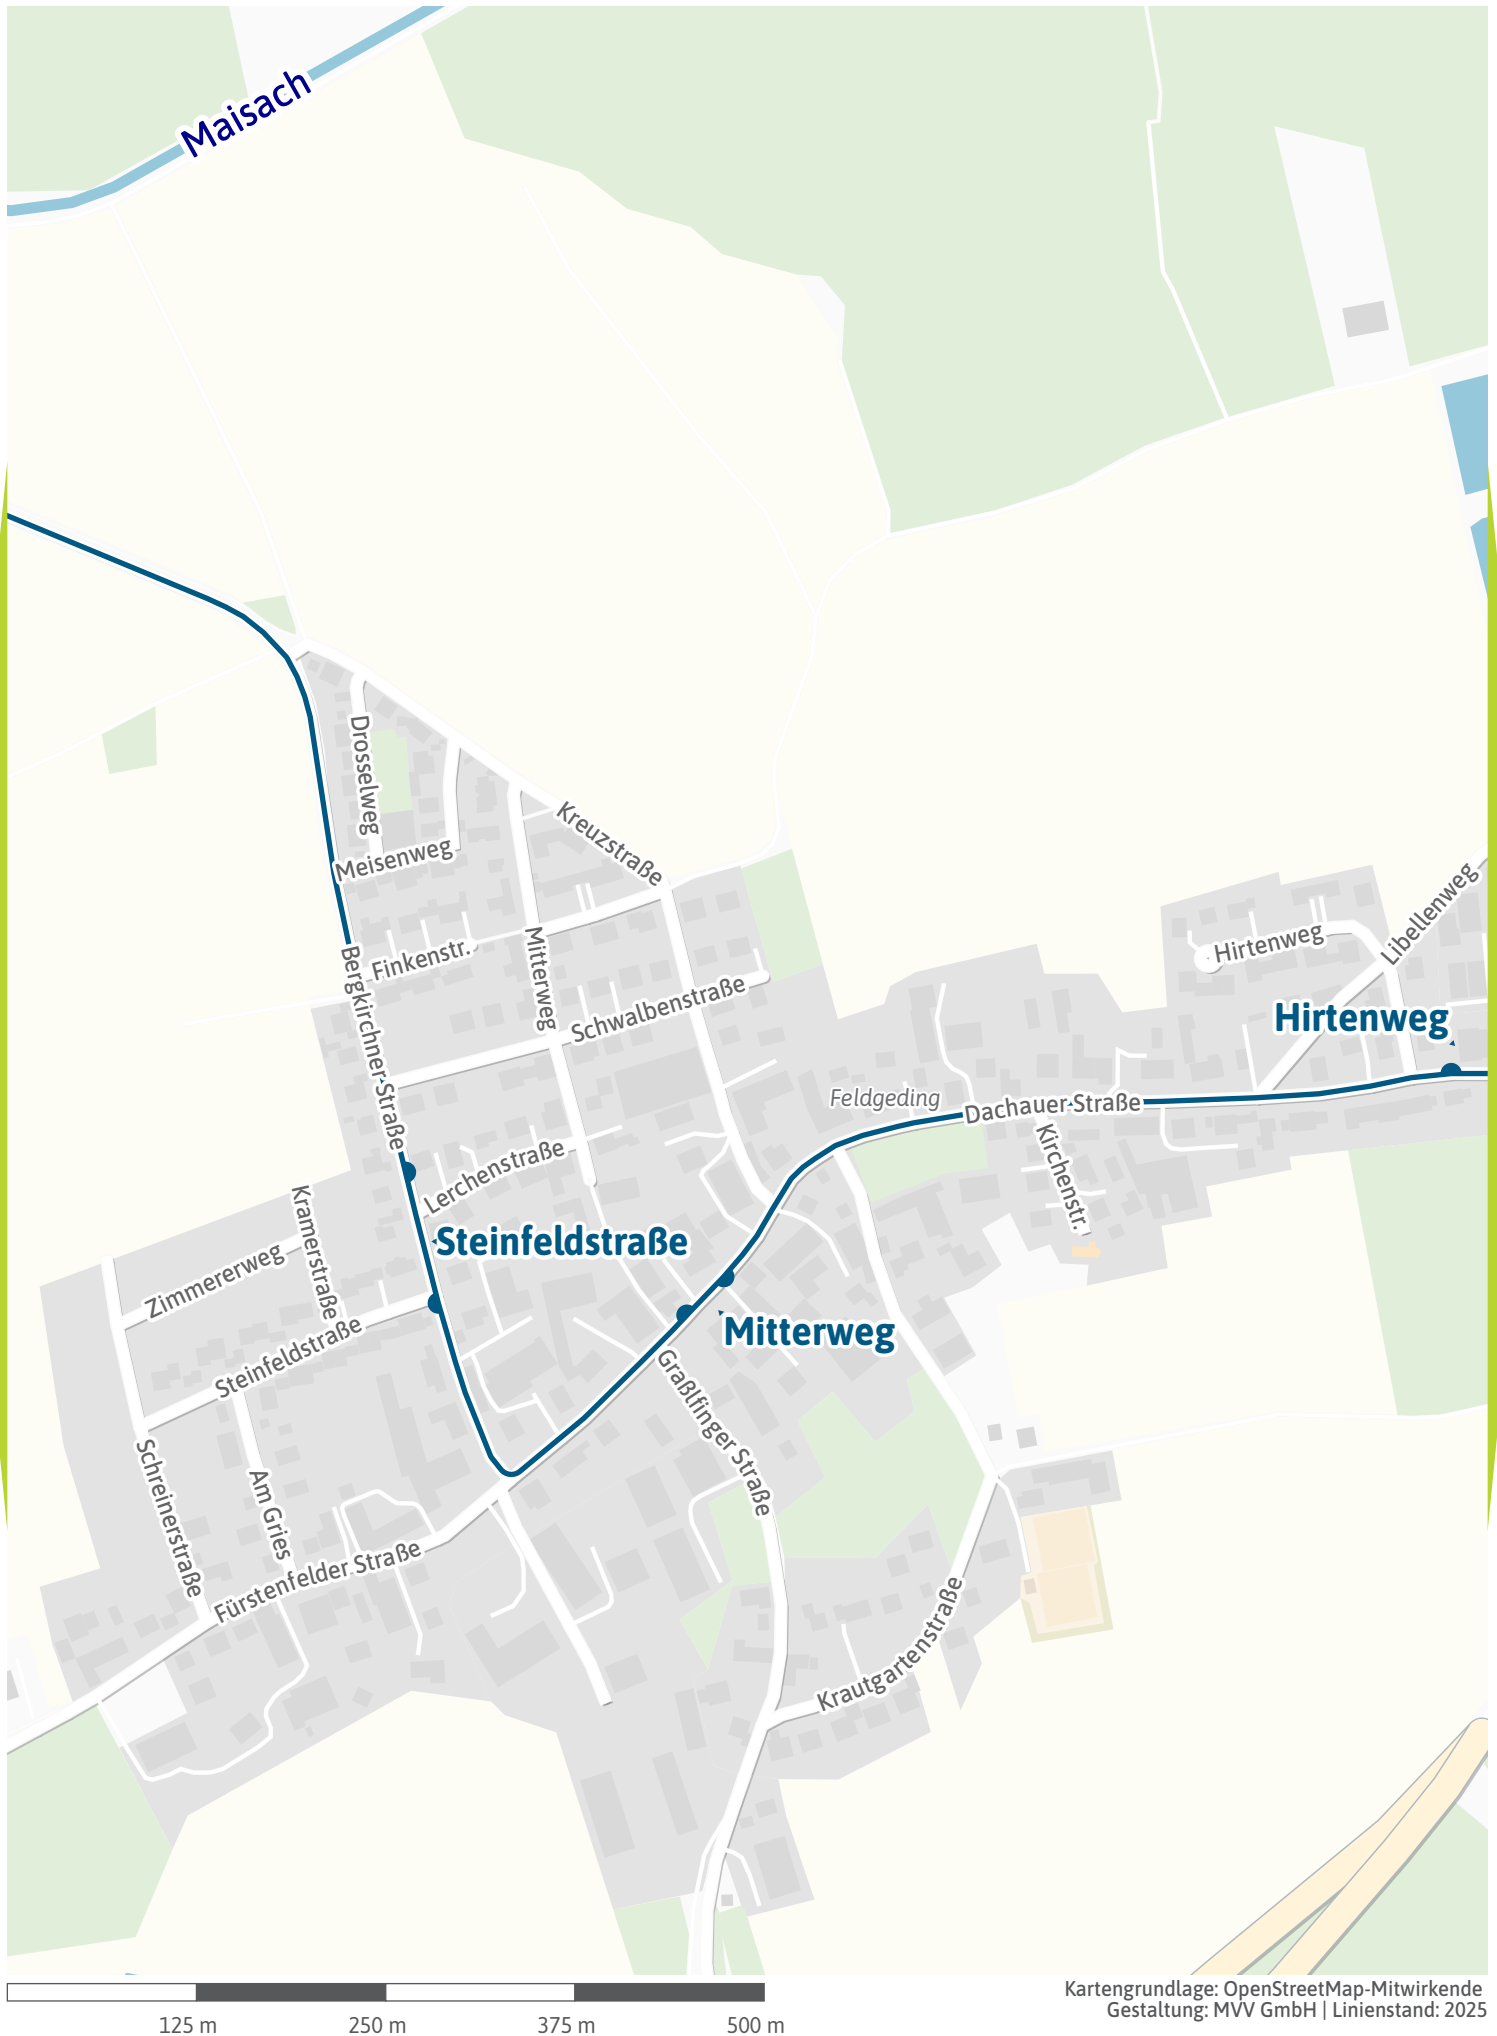 Maisach
Drosselweg
Meisenweg
Kreuzstraße
Finkenstr.
Mitterweg
Bergkirchner Straße
Schwalbenstraße
Hirtenweg
Libellenweg
Hirtenweg
Feldgeding
Dachauer Straße
Kirchenstr.
Lerchenstraße
Kramerstraße
Zimmererweg
Steinfeldstraße
Steinfeldstraße
Mitterweg
Graßlfinger Straße
Schreinerstraße
Am Gries
Fürstenfelder Straße
Krautgartenstraße
125 m
250 m
375 m
500 m
Kartengrundlage: OpenStreetMap-Mitwirkende
Gestaltung: MVV GmbH | Linienstand: 2025